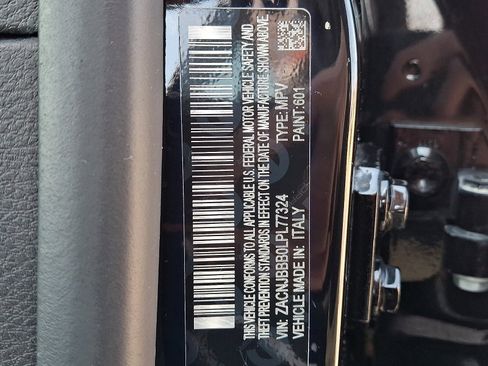 THIS VEHICLE CONFORMS TO ALL APPLICABLE U.S. FEDERAL MOTOR VEHICLE SAFETY AND
THEFT PREVENTION STANDARDS IN EFFECT ON THE DATE OF MANUFACTURE SHOWN ABOVE.
VIN: ZACNJBBB0LPL77324 TYPE: MPV
VEHICLE MADE IN: ITALY PAINT: 601